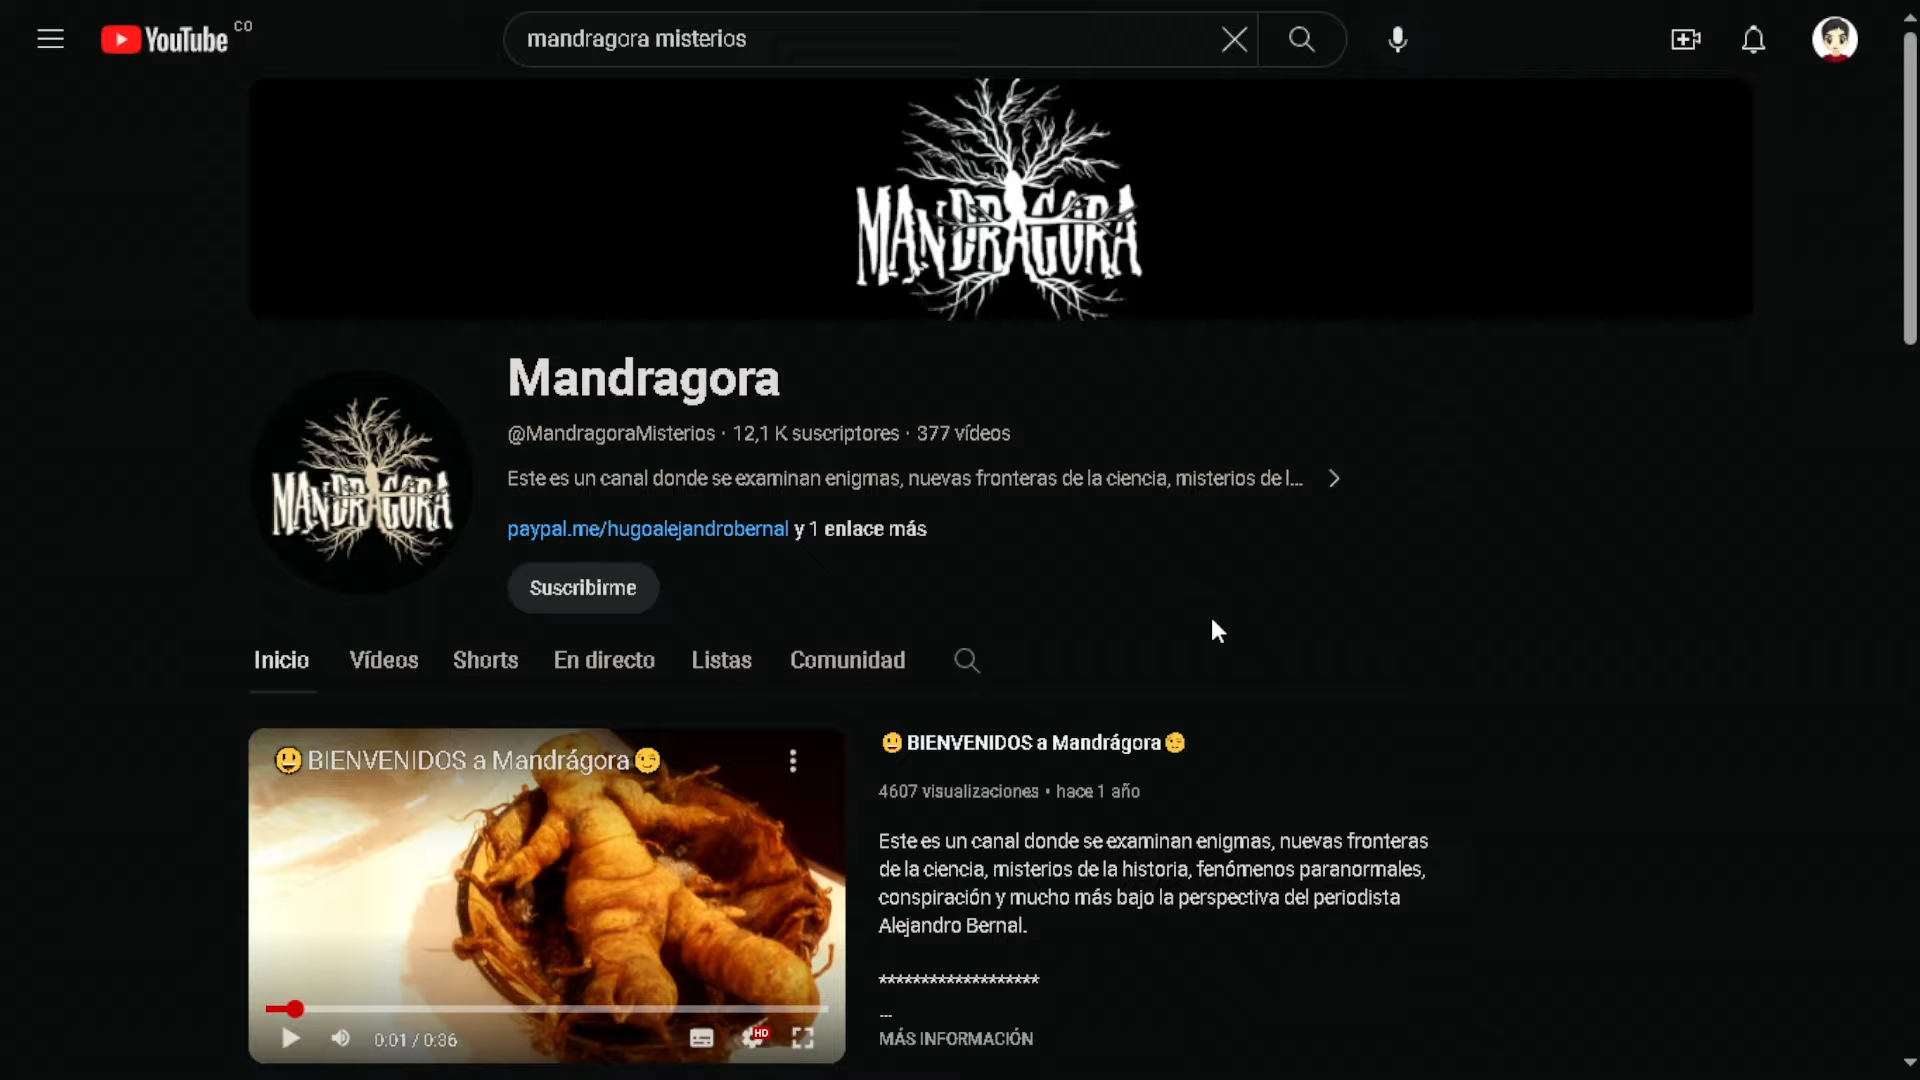 YouTube CO
mandragora misterios
MANDRAGORA
Mandragora
MANDRAGORA
@MandragoraMisterios · 12,1 K suscriptores · 377 vídeos
Este es un canal donde se examinan enigmas, nuevas fronteras de la ciencia, misterios de l...
paypal.me/hugoalejandrobernal y 1 enlace más
Suscribirme
Inicio Vídeos Shorts En directo Listas Comunidad
😃 BIENVENIDOS a Mandrágora 😉
HD
0:01 / 0:36
😃 BIENVENIDOS a Mandrágora 😉
4607 visualizaciones • hace 1 año
Este es un canal donde se examinan enigmas, nuevas fronteras
de la ciencia, misterios de la historia, fenómenos paranormales,
conspiración y mucho más bajo la perspectiva del periodista
Alejandro Bernal.
*******************
...
MÁS INFORMACIÓN